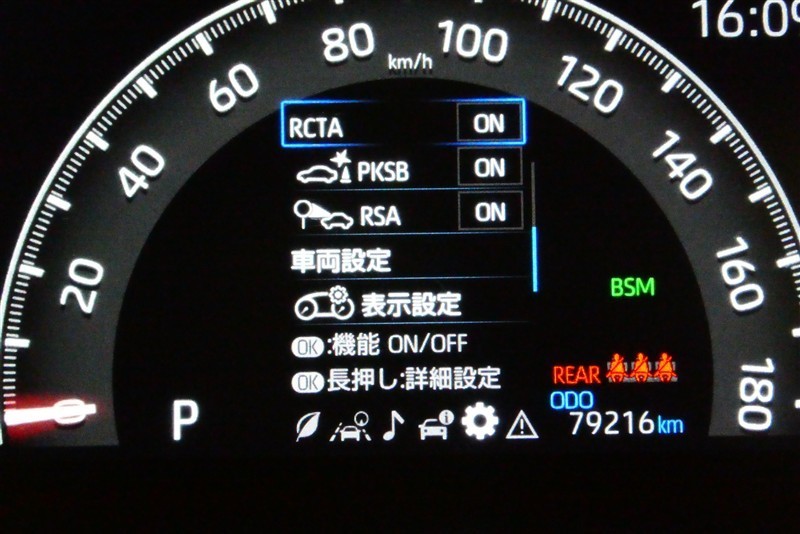 16:09
0
20
40
60
80
100
120
140
160
180
km/h
RCTA ON
PKSB ON
RSA ON
車両設定
表示設定
OK:機能 ON/OFF
OK長押し:詳細設定
BSM
REAR
ODO
79216km
P